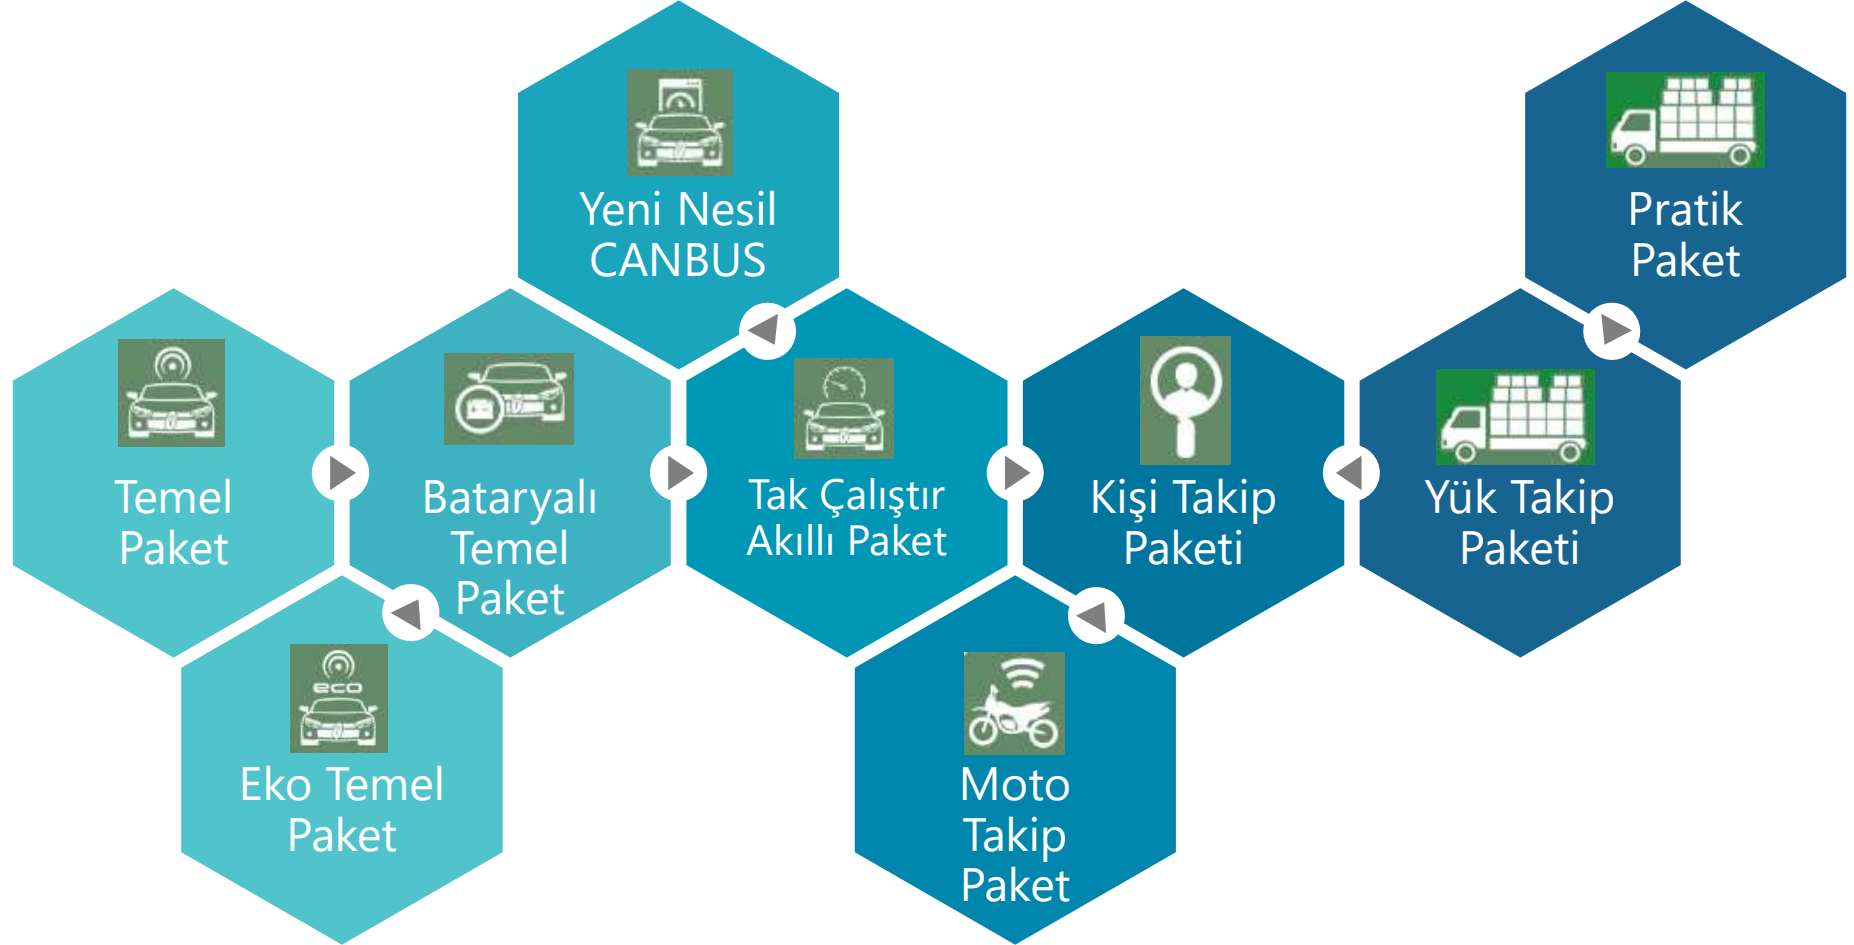 Yeni Nesil
CANBUS
Pratik
Paket
Temel
Paket
Bataryalı
Temel
Paket
Tak Çalıştır
Akıllı Paket
Kişi Takip
Paketi
Yük Takip
Paketi
eco
Eko Temel
Paket
Moto
Takip
Paket